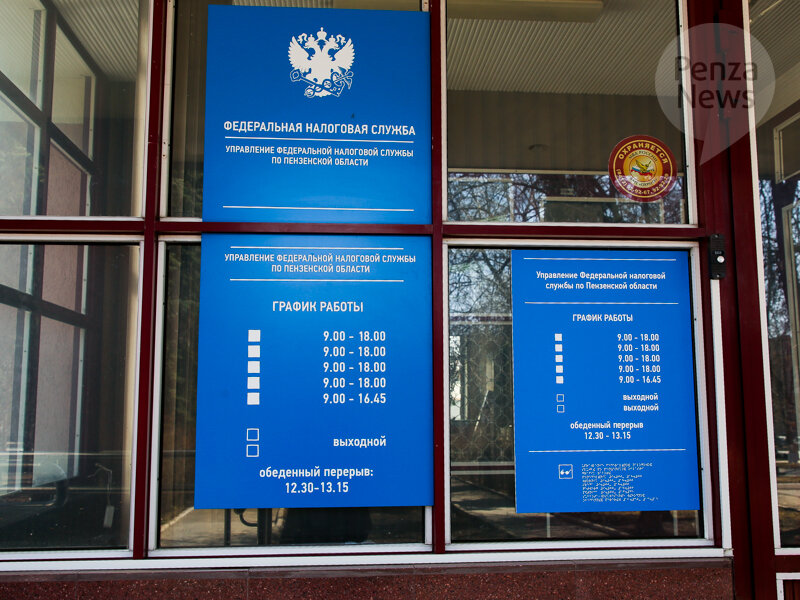 ФЕДЕРАЛЬНАЯ НАЛОГОВАЯ СЛУЖБА
УПРАВЛЕНИЕ ФЕДЕРАЛЬНОЙ НАЛОГОВОЙ СЛУЖБЫ
ПО ПЕНЗЕНСКОЙ ОБЛАСТИ
Penza
News
ОХРАНЯЕТСЯ
УПРАВЛЕНИЕ ФЕДЕРАЛЬНОЙ НАЛОГОВОЙ СЛУЖБЫ
ПО ПЕНЗЕНСКОЙ ОБЛАСТИ
ГРАФИК РАБОТЫ
9.00 - 18.00
9.00 - 18.00
9.00 - 18.00
9.00 - 18.00
9.00 - 16.45
ВЫХОДНОЙ
обеденный перерыв:
12.30-13.15
Управление Федеральной налоговой
службы по Пензенской области
ГРАФИК РАБОТЫ
9.00 - 18.00
9.00 - 18.00
9.00 - 18.00
9.00 - 18.00
9.00 - 16.45
выходной
выходной
обеденный перерыв
12.30 - 13.15